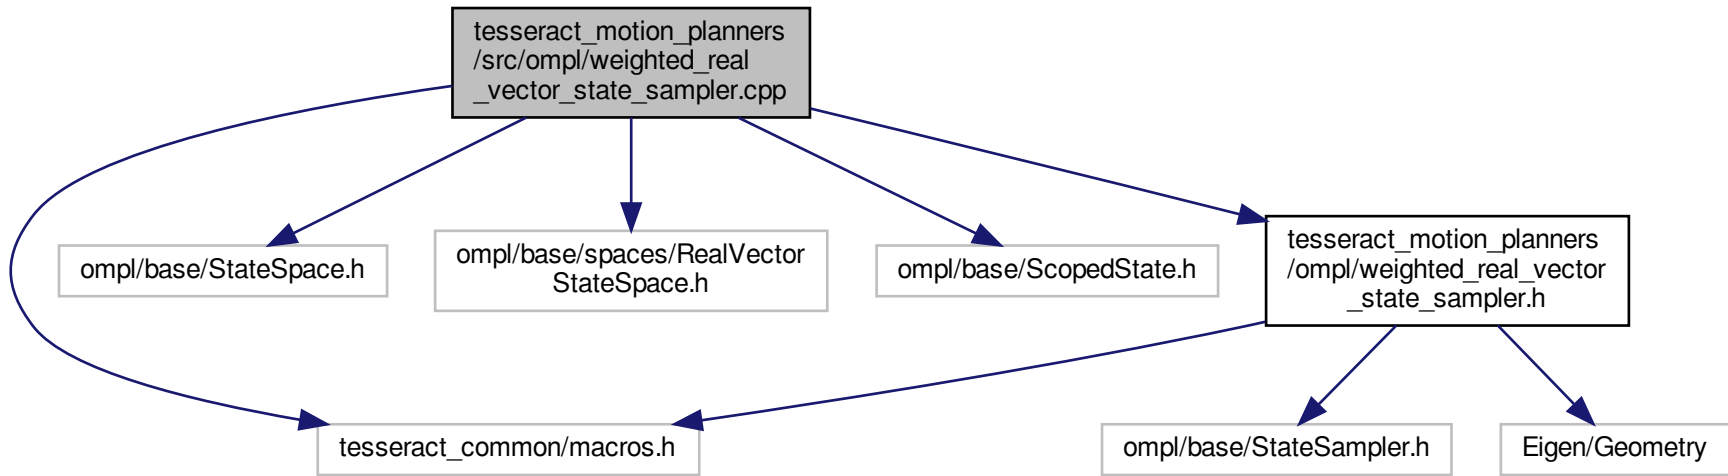 tesseract_motion_planners
/src/ompl/weighted_real
_vector_state_sampler.cpp
ompl/base/StateSpace.h
ompl/base/spaces/RealVector
StateSpace.h
ompl/base/ScopedState.h
tesseract_motion_planners
/ompl/weighted_real_vector
_state_sampler.h
tesseract_common/macros.h
ompl/base/StateSampler.h
Eigen/Geometry